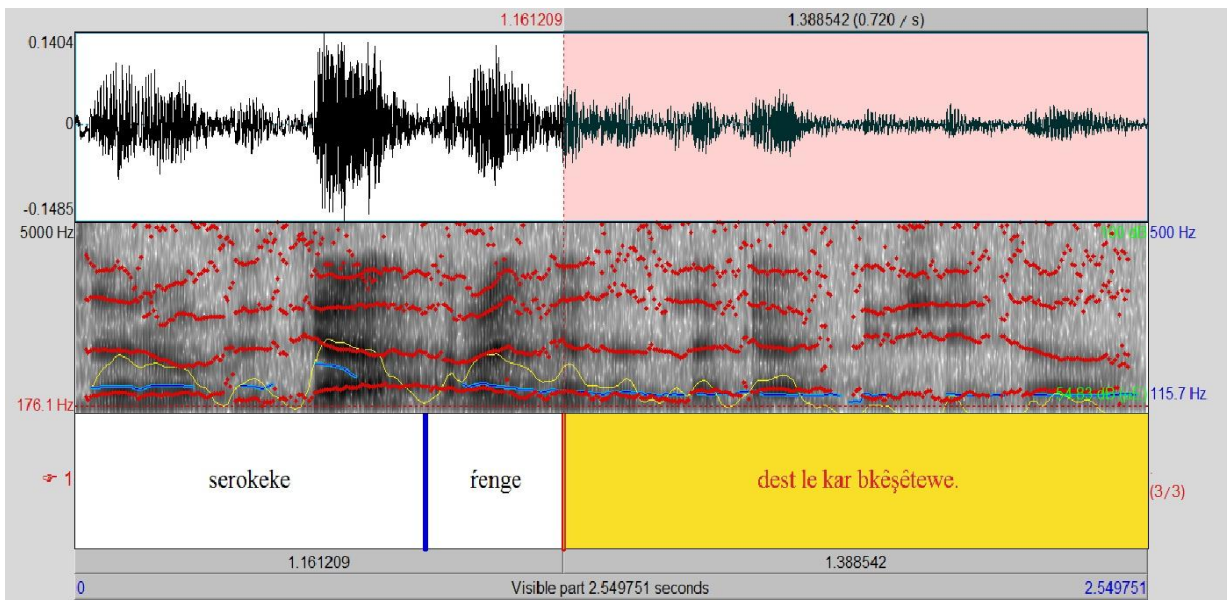 1.161209 1.388542 (0.720 / s)
0.1404
0
-0.1485
5000 Hz 500 Hz
176.1 Hz 115.7 Hz
1 serokeke ŕenge dest le kar bkêşêtewe. (3/3)
1.161209 1.388542
0 Visible part 2.549751 seconds 2.549751